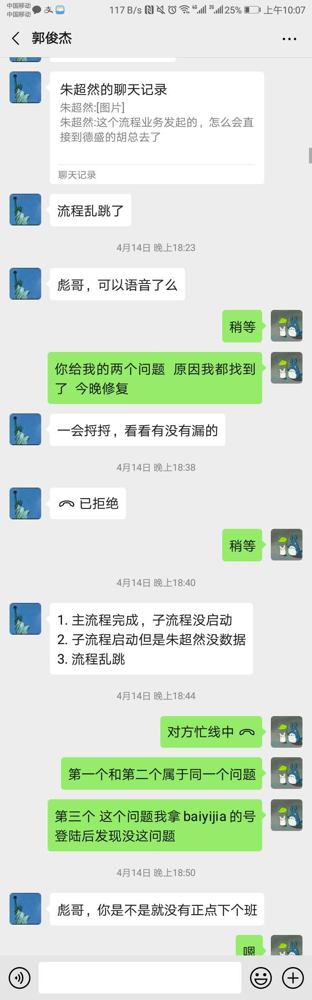 中国移动
中国移动
117 B/s 4G 2G 25% 上午10:07
郭俊杰
朱超然的聊天记录
朱超然:[图片]
朱超然:这个流程业务发起的，怎么会直
接到德盛的胡总去了
聊天记录
流程乱跳了
4月14日 晚上18:23
彪哥，可以语音了么
稍等
你给我的两个问题  原因我都找到
了  今晚修复
一会捋捋，看看有没有漏的
4月14日 晚上18:38
已拒绝
稍等
4月14日 晚上18:40
1. 主流程完成，子流程没启动
2. 子流程启动但是朱超然没数据
3. 流程乱跳
4月14日 晚上18:44
对方忙线中
第一个和第二个属于同一个问题
第三个 这个问题我拿baiyijia的号
登陆后发现没这问题
4月14日 晚上18:50
彪哥，你是不是就没有正点下个班
嗯